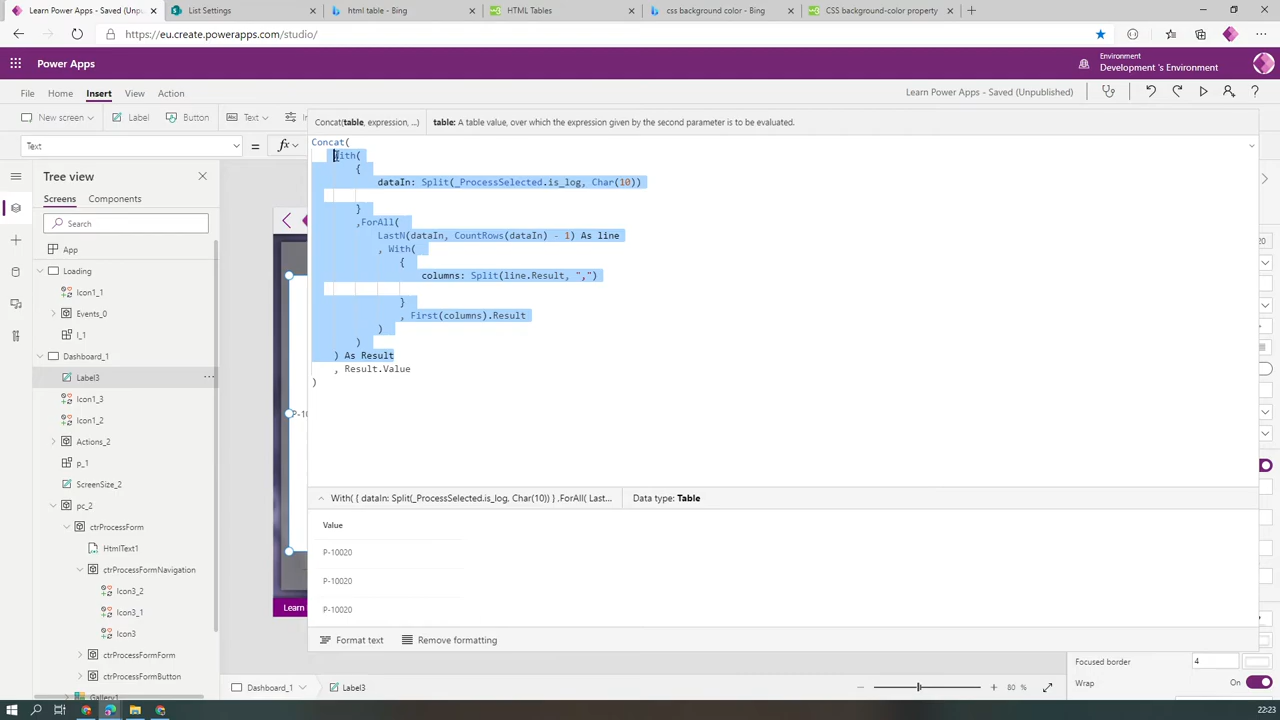 Learn Power Apps - Saved (Unpub
List Settings
html table - Bing
HTML Tables
css background color - Bing
CSS background-color property
https://eu.create.powerapps.com/studio/
Power Apps
Environment
Development 's Environment
File
Home
Insert
View
Action
Learn Power Apps - Saved (Unpublished)
New screen
Label
Button
Text
In
Concat(table, expression, ...)
table: A table value, over which the expression given by the second parameter is to be evaluated.
Text
=
fx
Concat(
With(
{
dataIn: Split(_ProcessSelected.is_log, Char(10))
}
,ForAll(
LastN(dataIn, CountRows(dataIn) - 1) As line
, With(
{
columns: Split(line.Result, ",")
}
, First(columns).Result
)
)
) As Result
, Result.Value
)
Tree view
Screens
Components
Search
App
Loading
Icon1_1
Events_0
l_1
Dashboard_1
Label3
Icon1_3
Icon1_2
Actions_2
p_1
ScreenSize_2
pc_2
ctrProcessForm
HtmlText1
ctrProcessFormNavigation
Icon3_2
Icon3_1
Icon3
ctrProcessFormForm
ctrProcessFormButton
Gallery1
P-10
Learn
With( { dataIn: Split(_ProcessSelected.is_log, Char(10)) } ,ForAll( Last...
Data type: Table
Value
P-10020
P-10020
P-10020
Format text
Remove formatting
Focused border
4
Wrap
On
Dashboard_1
Label3
80 %
22:23